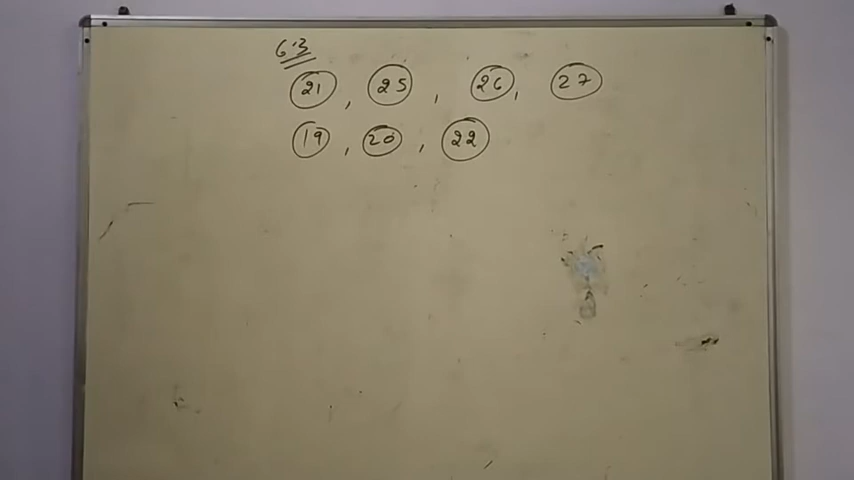 6.3
21, 25, 26, 27
19, 20, 22